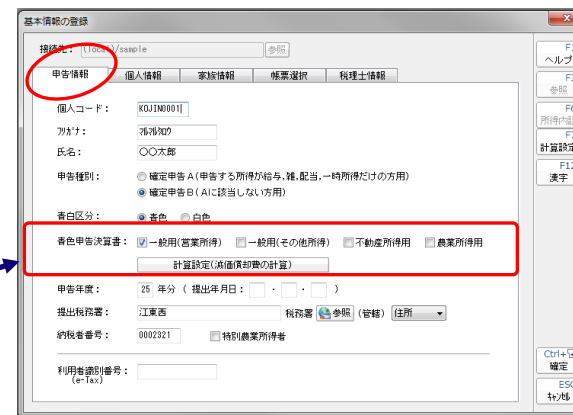 基本情報の登録
接続先： (local)/sample 参照
申告情報 個人情報 家族情報 帳票選択 税理士情報
個人コード： KOJIN0001
ﾌﾘｶﾞﾅ： ﾏﾙﾏﾙﾀﾛｳ
氏名： 〇〇太郎
申告種別： 確定申告Ａ(申告する所得が給与,雑,配当,一時所得だけの方用)
確定申告Ｂ(Ａに該当しない方用)
青白区分： 青色 白色
青色申告決算書： 一般用(営業所得) 一般用(その他所得) 不動産所得用 農業所得用
計算設定(減価償却費の計算)
申告年度： 25 年分 ( 提出年月日： ・ ・ )
提出税務署： 江東西 税務署 参照 (管轄) 住所
納税者番号： 0002321 特別農業所得者
利用者識別番号：
(e-Tax)
ヘルプ
参照
所得内
計算設定
F12
漢字
Ctrl+
確定
ESC
ｷｬﾝｾﾙ